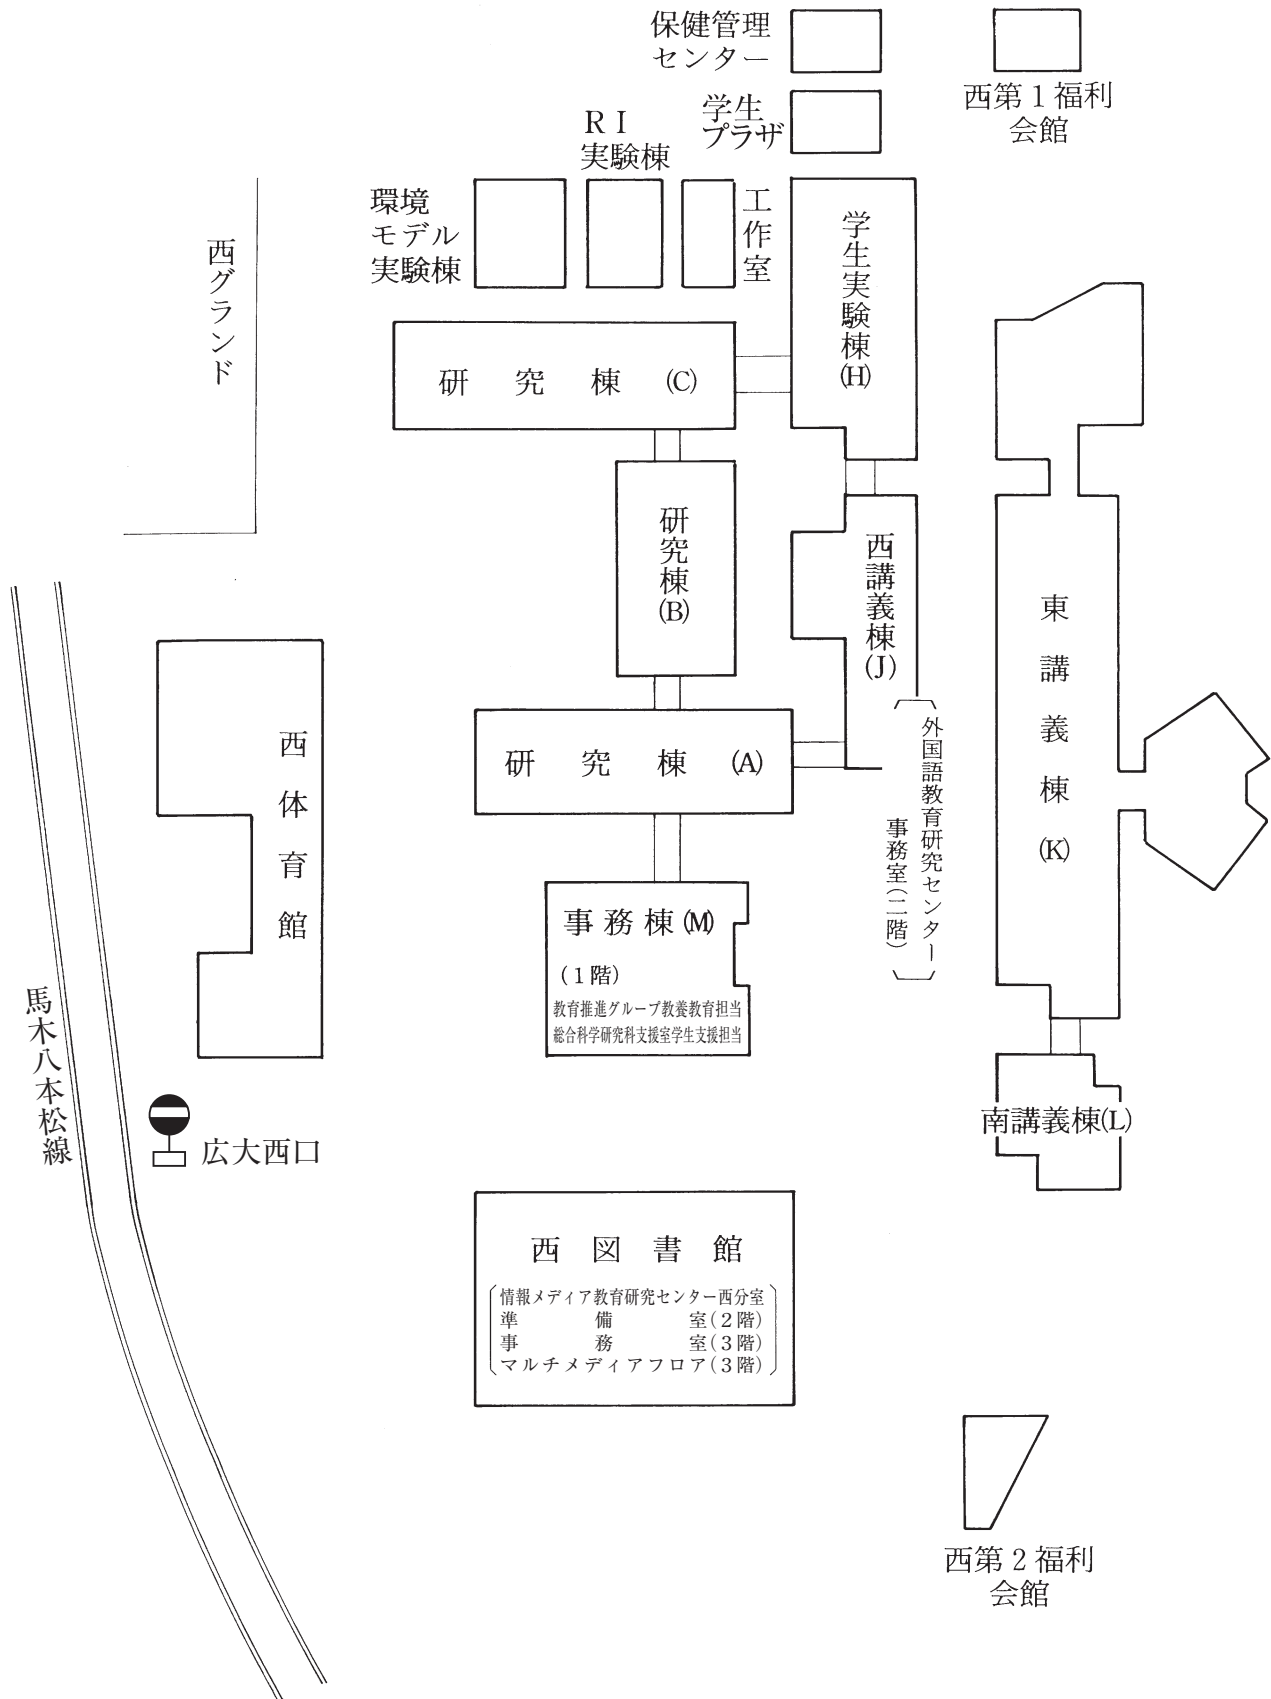 保健管理
センター
西第1福利
会館
学生
プラザ
RI
実験棟
環境
モデル
実験棟
工作室
学生実験棟(H)
西グランド
研究棟(C)
研究棟(B)
西講義棟(J)
東講義棟(K)
研究棟(A)
外国語教育研究センター
事務室(二階)
西体育館
事務棟(M)
(1階)
教育推進グループ教養教育担当
総合科学研究科支援室学生支援担当
馬木八本松線
広大西口
南講義棟(L)
西図書館
情報メディア教育研究センター西分室
準備室(2階)
事務室(3階)
マルチメディアフロア(3階)
西第2福利
会館